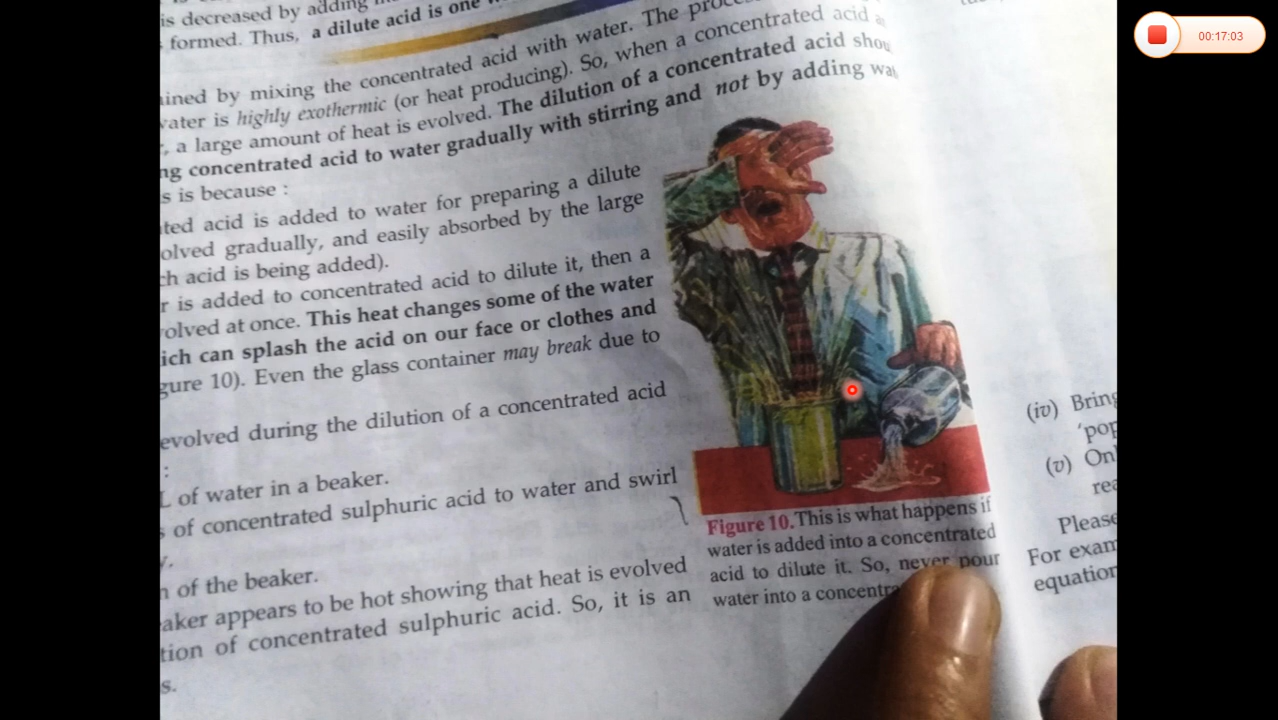 is decreased by adding
formed. Thus, a dilute acid is one
ined by mixing the concentrated acid with water. The
vater is highly exothermic (or heat producing). So, when a concentrated acid
, a large amount of heat is evolved. The dilution of a concentrated acid shou
ng concentrated acid to water gradually with stirring and not by adding wa
s is because :
ted acid is added to water for preparing a dilute
olved gradually, and easily absorbed by the large
ch acid is being added).
r is added to concentrated acid to dilute it, then a
olved at once. This heat changes some of the water
ich can splash the acid on our face or clothes and
gure 10). Even the glass container may break due to
evolved during the dilution of a concentrated acid
:
L of water in a beaker.
s of concentrated sulphuric acid to water and swirl
n of the beaker.
aker appears to be hot showing that heat is evolved
tion of concentrated sulphuric acid. So, it is an
s.
Figure 10. This is what happens if
water is added into a concentrated
acid to dilute it. So, never pour
water into a concentr
(iv) Bring
'pop
(v) Onl
rea
Please
For exam
equation
00:17:03